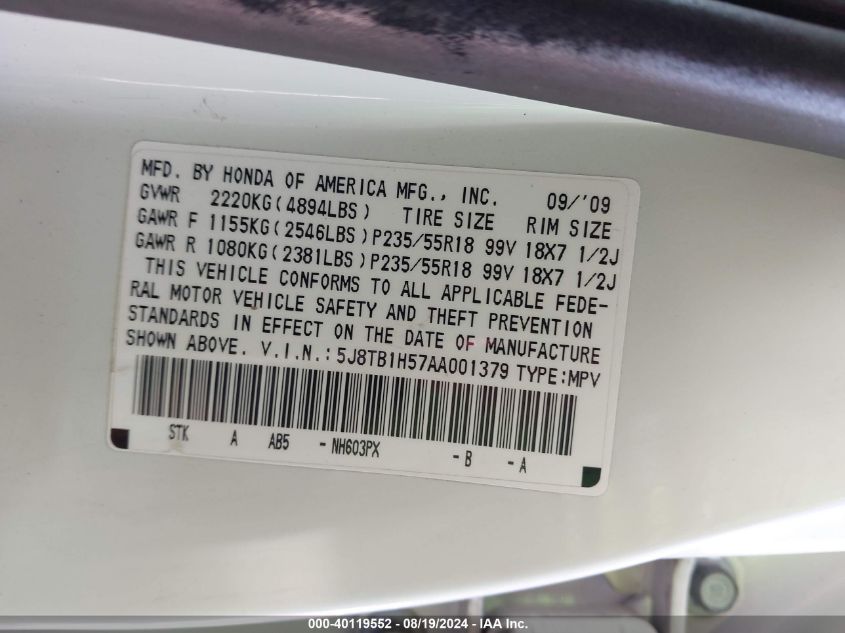 MFD. BY HONDA OF AMERICA MFG., INC. 09/'09
GVWR 2220KG(4894LBS) TIRE SIZE RIM SIZE
GAWR F 1155KG(2546LBS)P235/55R18 99V 18X7 1/2J
GAWR R 1080KG(2381LBS)P235/55R18 99V 18X7 1/2J
THIS VEHICLE CONFORMS TO ALL APPLICABLE FEDE-
RAL MOTOR VEHICLE SAFETY AND THEFT PREVENTION
STANDARDS IN EFFECT ON THE DATE OF MANUFACTURE
SHOWN ABOVE. V.I.N.:5J8TB1H57AA001379 TYPE:MPV
STK A AB5 -NH603PX -B -A
000-40119552 - 08/19/2024 - IAA Inc.